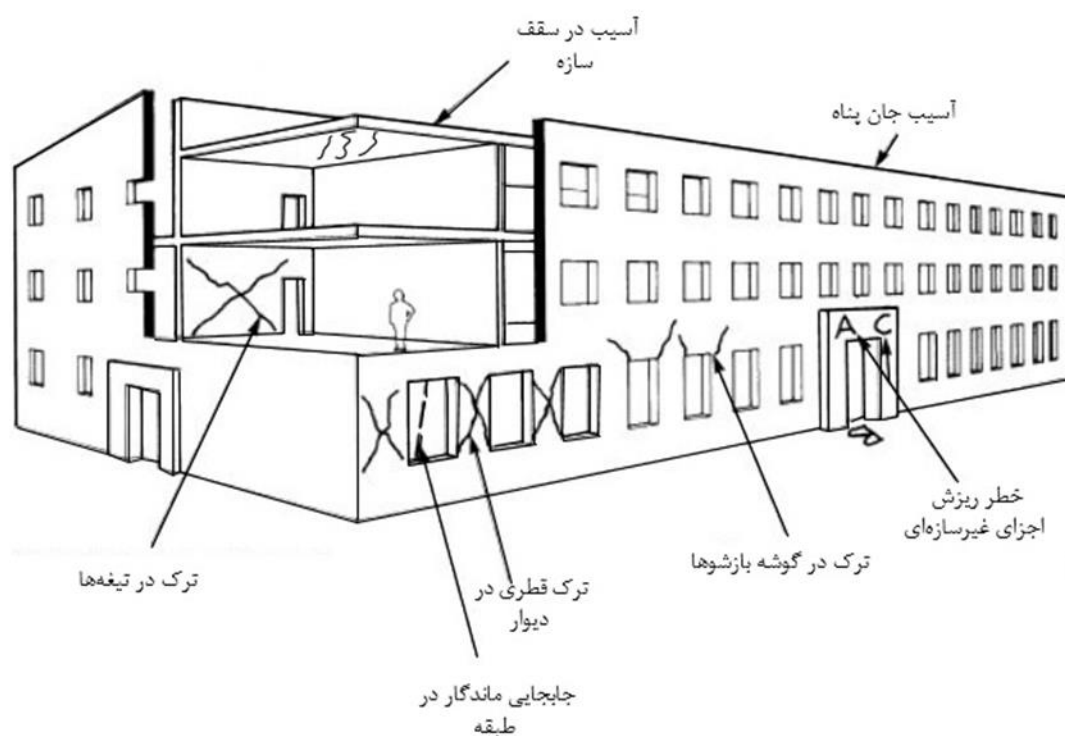 آسیب در سقف
سازه
آسیب جان پناه
A C
خطر ریزش
اجزای غیرسازه‌ای
ترک در گوشه بازشوها
ترک در تیغه‌ها
ترک قطری در
دیوار
جابجایی ماندگار در
طبقه